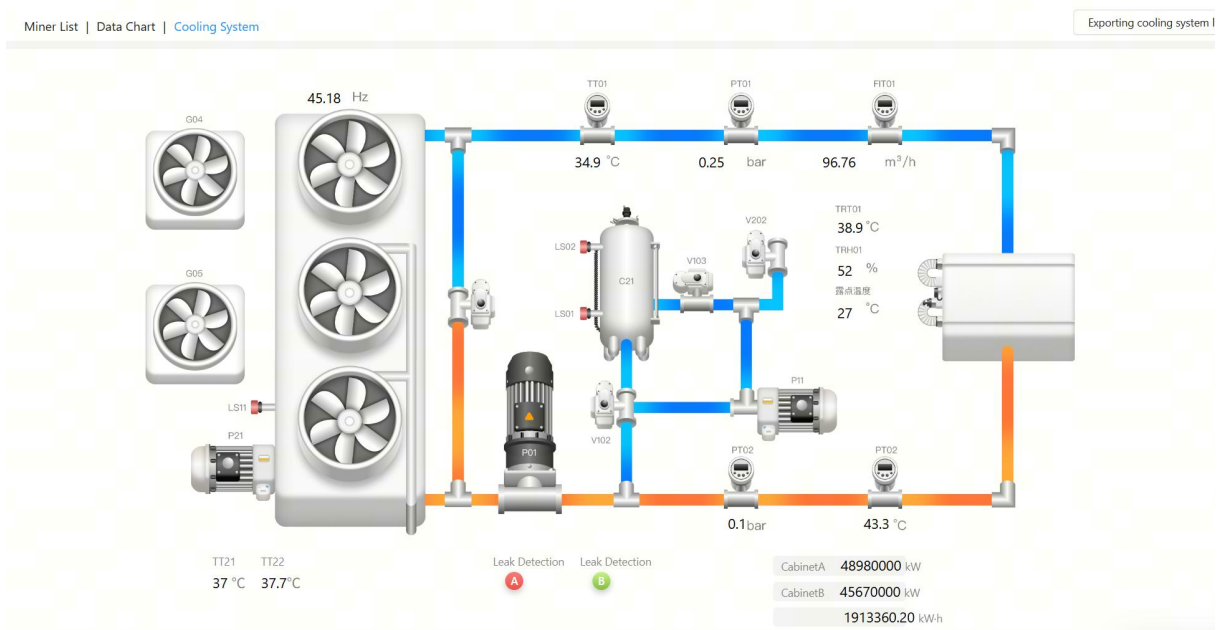 Miner List | Data Chart | Cooling System
Exporting cooling system l
45.18 Hz
G04
G05
LS11
P21
TT21
TT22
37 °C
37.7°C
TT01
34.9 °C
PT01
0.25 bar
FIT01
96.76 m³/h
TRT01
38.9 °C
TRH01
52 %
露点温度
27 °C
LS02
LS01
C21
V103
V202
V102
P11
P01
PT02
0.1 bar
PT02
43.3 °C
Leak Detection
A
Leak Detection
B
CabinetA 48980000 kW
CabinetB 45670000 kW
1913360.20 kW·h